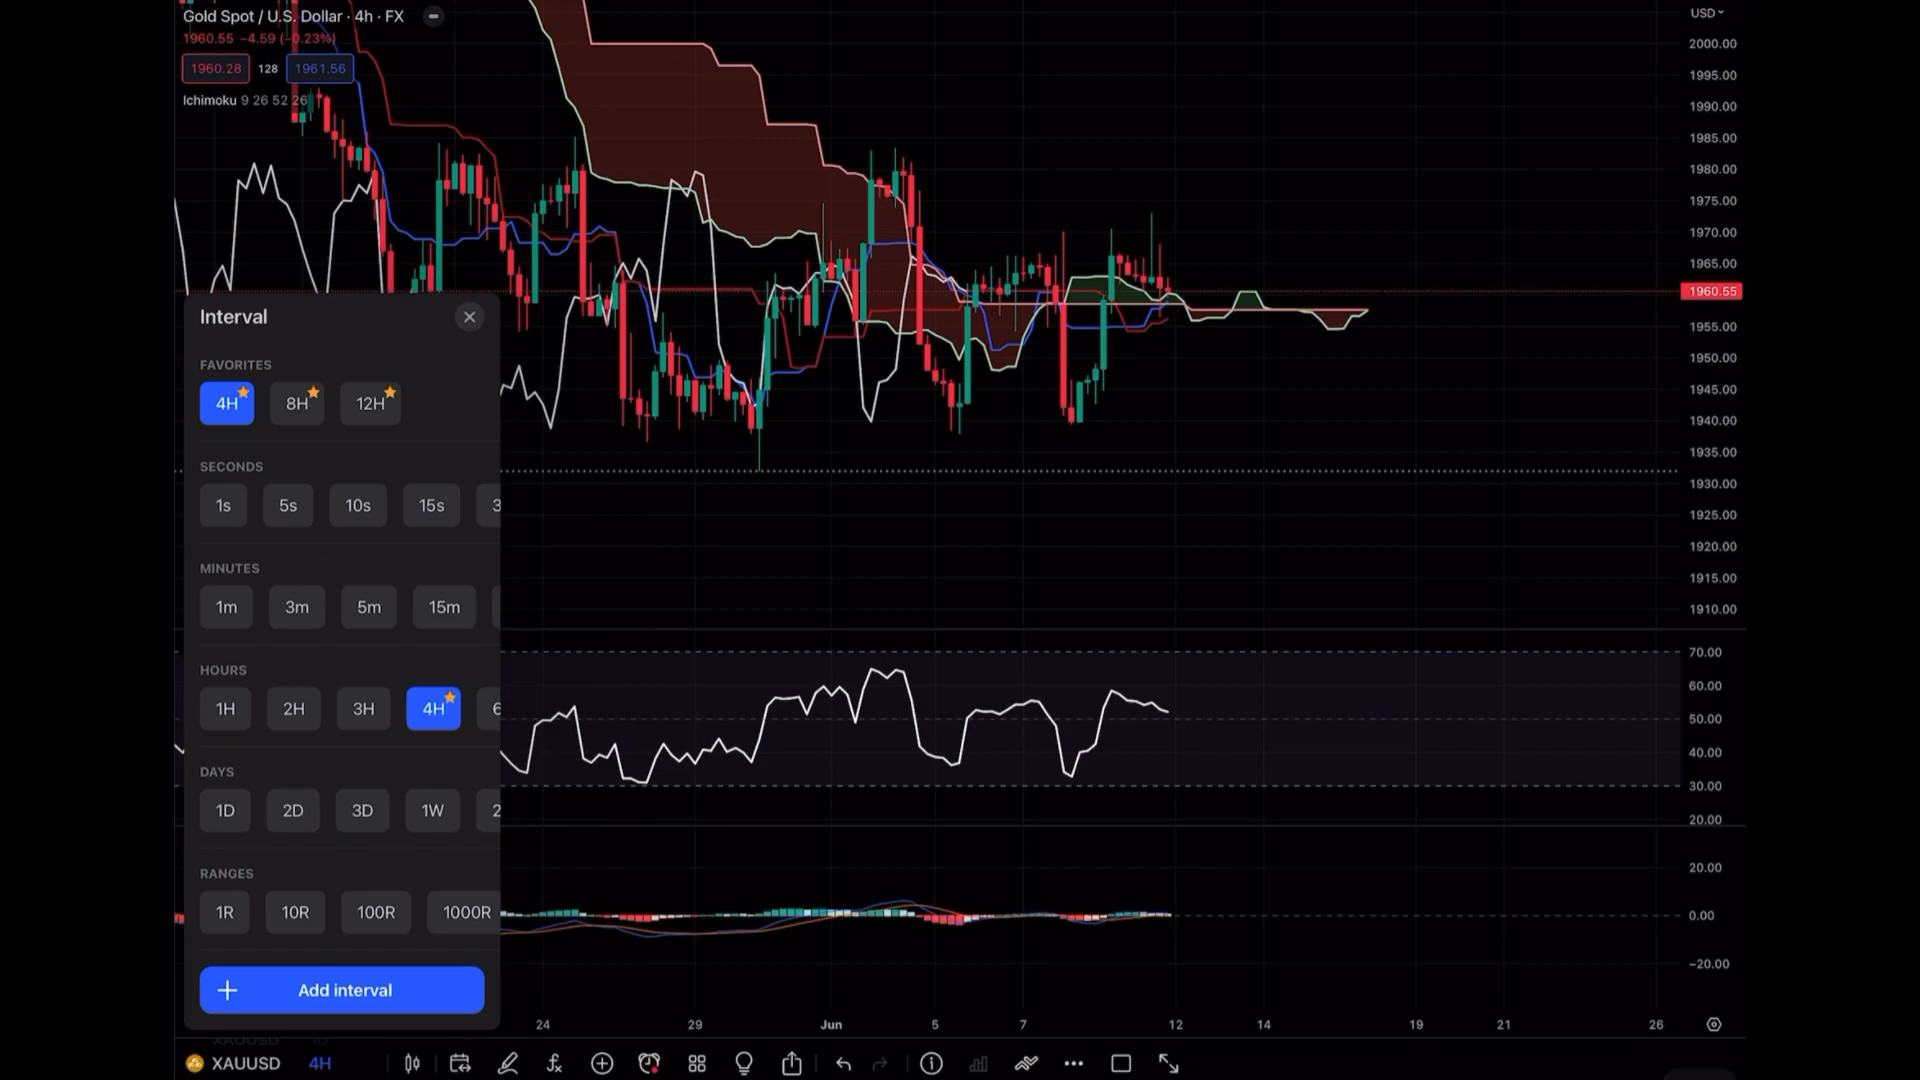 Gold Spot / U.S. Dollar · 4h · FX
1960.55 −4.59 (−0.23%)
1960.28 128 1961.56
Ichimoku 9 26 52 26
USD
2000.00
1995.00
1990.00
1985.00
1980.00
1975.00
1970.00
1965.00
1960.55
1955.00
1950.00
1945.00
1940.00
1935.00
1930.00
1925.00
1920.00
1915.00
1910.00
70.00
60.00
50.00
40.00
30.00
20.00
20.00
0.00
−20.00
Interval
FAVORITES
4H 8H 12H
SECONDS
1s 5s 10s 15s 3
MINUTES
1m 3m 5m 15m
HOURS
1H 2H 3H 4H 6
DAYS
1D 2D 3D 1W 2
RANGES
1R 10R 100R 1000R
Add interval
24 29 Jun 5 7 12 14 19 21 26
XAUUSD 1D
XAUUSD 4H